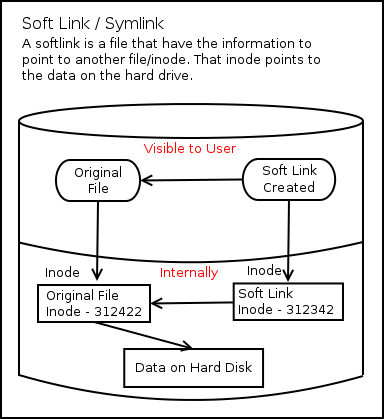 Soft Link / Symlink
A softlink is a file that have the information to
point to another file/inode. That inode points to
the data on the hard drive.
Visible to User
Original
File
Soft Link
Created
Inode
Internally
Inode
Original File
Inode - 312422
Soft Link
Inode - 312342
Data on Hard Disk